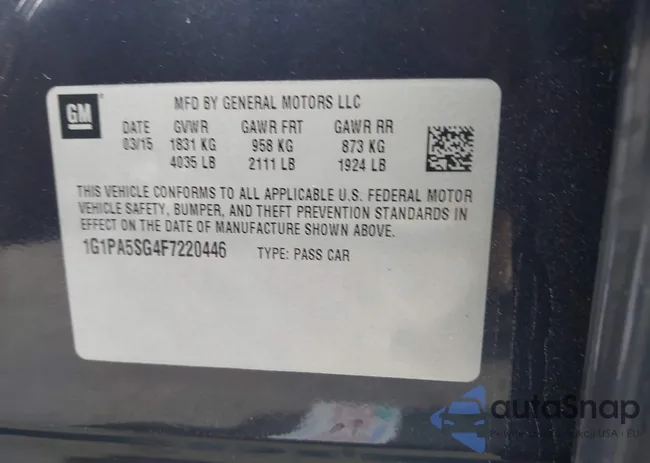 GM
MFD BY GENERAL MOTORS LLC
DATE GVWR GAWR FRT GAWR RR
03/15 1831 KG 958 KG 873 KG
4035 LB 2111 LB 1924 LB
THIS VEHICLE CONFORMS TO ALL APPLICABLE U.S. FEDERAL MOTOR
VEHICLE SAFETY, BUMPER, AND THEFT PREVENTION STANDARDS IN
EFFECT ON THE DATE OF MANUFACTURE SHOWN ABOVE.
1G1PA5SG4F7220446 TYPE: PASS CAR
autoSnap
USA - EU